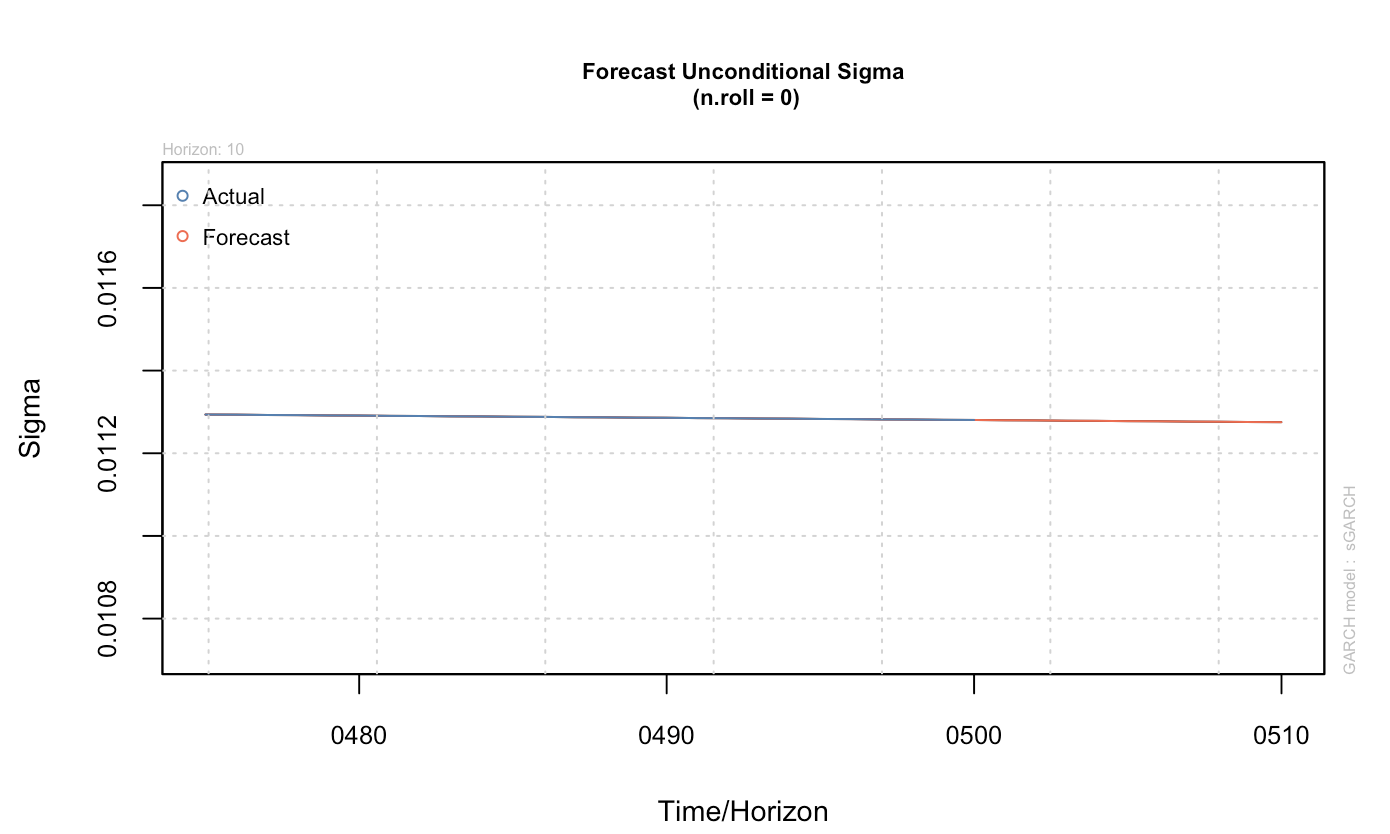 Forecast Unconditional Sigma
(n.roll = 0)
Horizon: 10
Actual
Forecast
0.0116
0.0112
0.0108
Sigma
GARCH model :  sGARCH
0480
0490
0500
0510
Time/Horizon